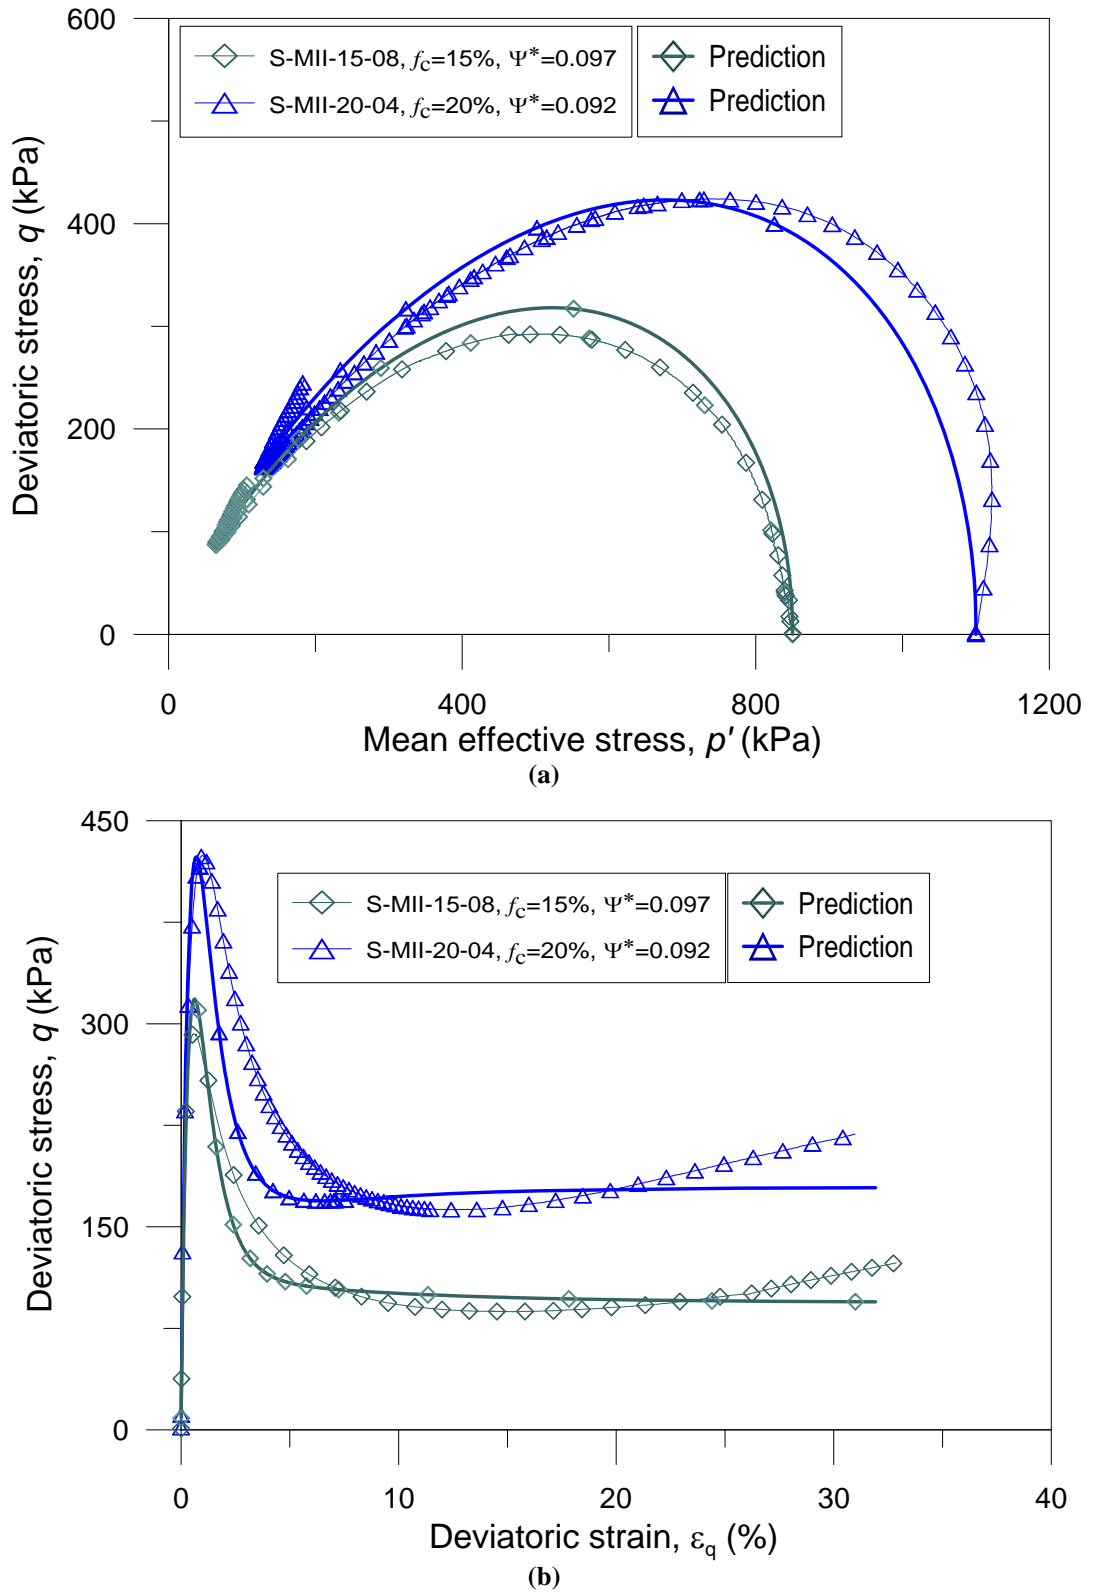 600
S-MII-15-08, fc=15%, Ψ*=0.097
Prediction
S-MII-20-04, fc=20%, Ψ*=0.092
Prediction
400
200
0
Deviatoric stress, q (kPa)
0
400
800
1200
Mean effective stress, p' (kPa)
(a)
450
S-MII-15-08, fc=15%, Ψ*=0.097
Prediction
S-MII-20-04, fc=20%, Ψ*=0.092
Prediction
300
150
0
Deviatoric stress, q (kPa)
0
10
20
30
40
Deviatoric strain, εq (%)
(b)